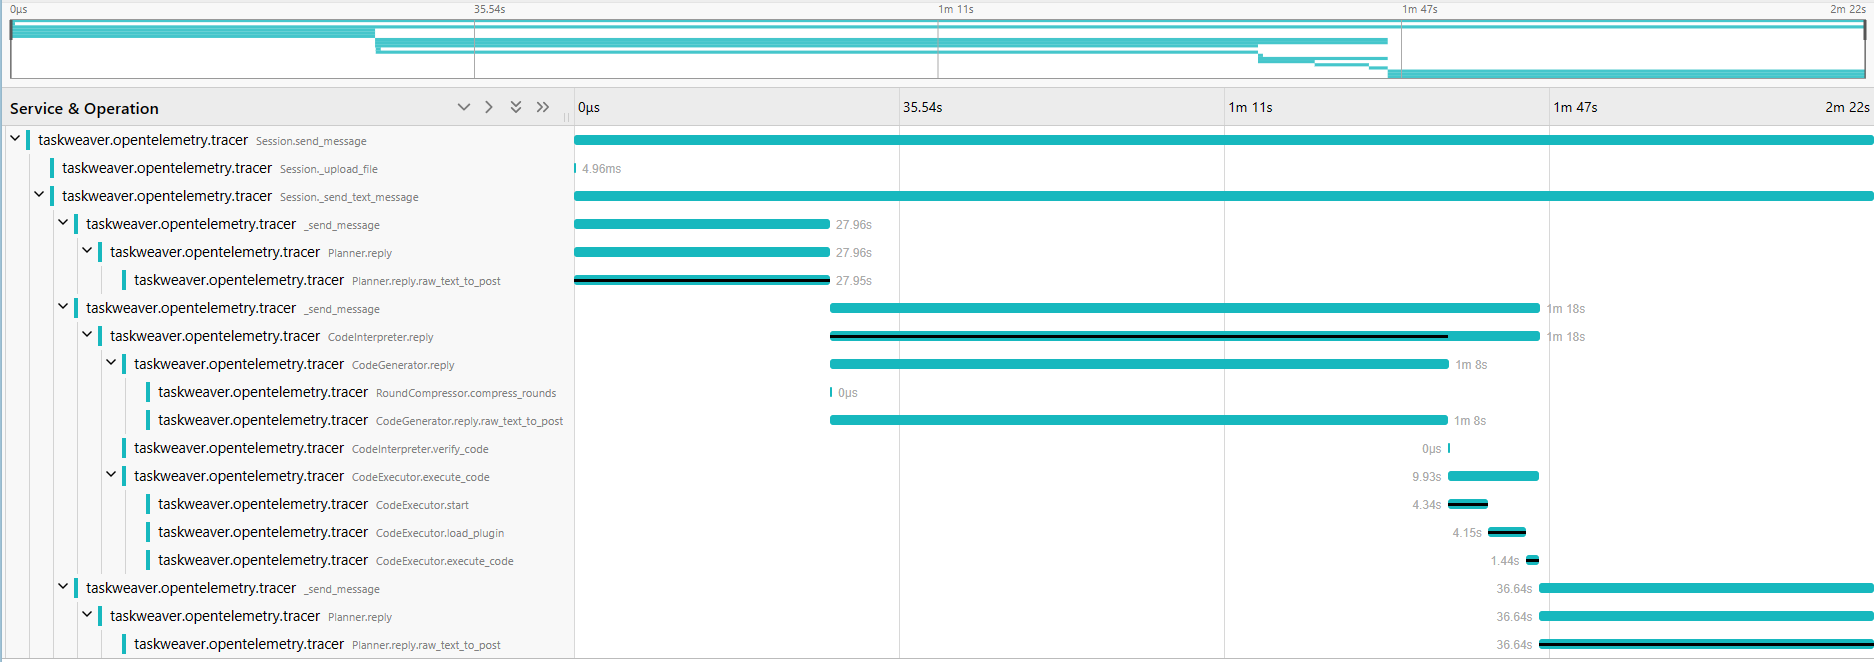 0μs 35.54s 1m 11s 1m 47s 2m 22s
Service & Operation 0μs 35.54s 1m 11s 1m 47s 2m 22s
taskweaver.opentelemetry.tracer Session.send_message
taskweaver.opentelemetry.tracer Session._upload_file 4.96ms
taskweaver.opentelemetry.tracer Session._send_text_message
taskweaver.opentelemetry.tracer _send_message 27.96s
taskweaver.opentelemetry.tracer Planner.reply 27.96s
taskweaver.opentelemetry.tracer Planner.reply.raw_text_to_post 27.95s
taskweaver.opentelemetry.tracer _send_message 1m 18s
taskweaver.opentelemetry.tracer CodeInterpreter.reply 1m 18s
taskweaver.opentelemetry.tracer CodeGenerator.reply 1m 8s
taskweaver.opentelemetry.tracer RoundCompressor.compress_rounds 0μs
taskweaver.opentelemetry.tracer CodeGenerator.reply.raw_text_to_post 1m 8s
taskweaver.opentelemetry.tracer CodeInterpreter.verify_code 0μs
taskweaver.opentelemetry.tracer CodeExecutor.execute_code 9.93s
taskweaver.opentelemetry.tracer CodeExecutor.start 4.34s
taskweaver.opentelemetry.tracer CodeExecutor.load_plugin 4.15s
taskweaver.opentelemetry.tracer CodeExecutor.execute_code 1.44s
taskweaver.opentelemetry.tracer _send_message 36.64s
taskweaver.opentelemetry.tracer Planner.reply 36.64s
taskweaver.opentelemetry.tracer Planner.reply.raw_text_to_post 36.64s